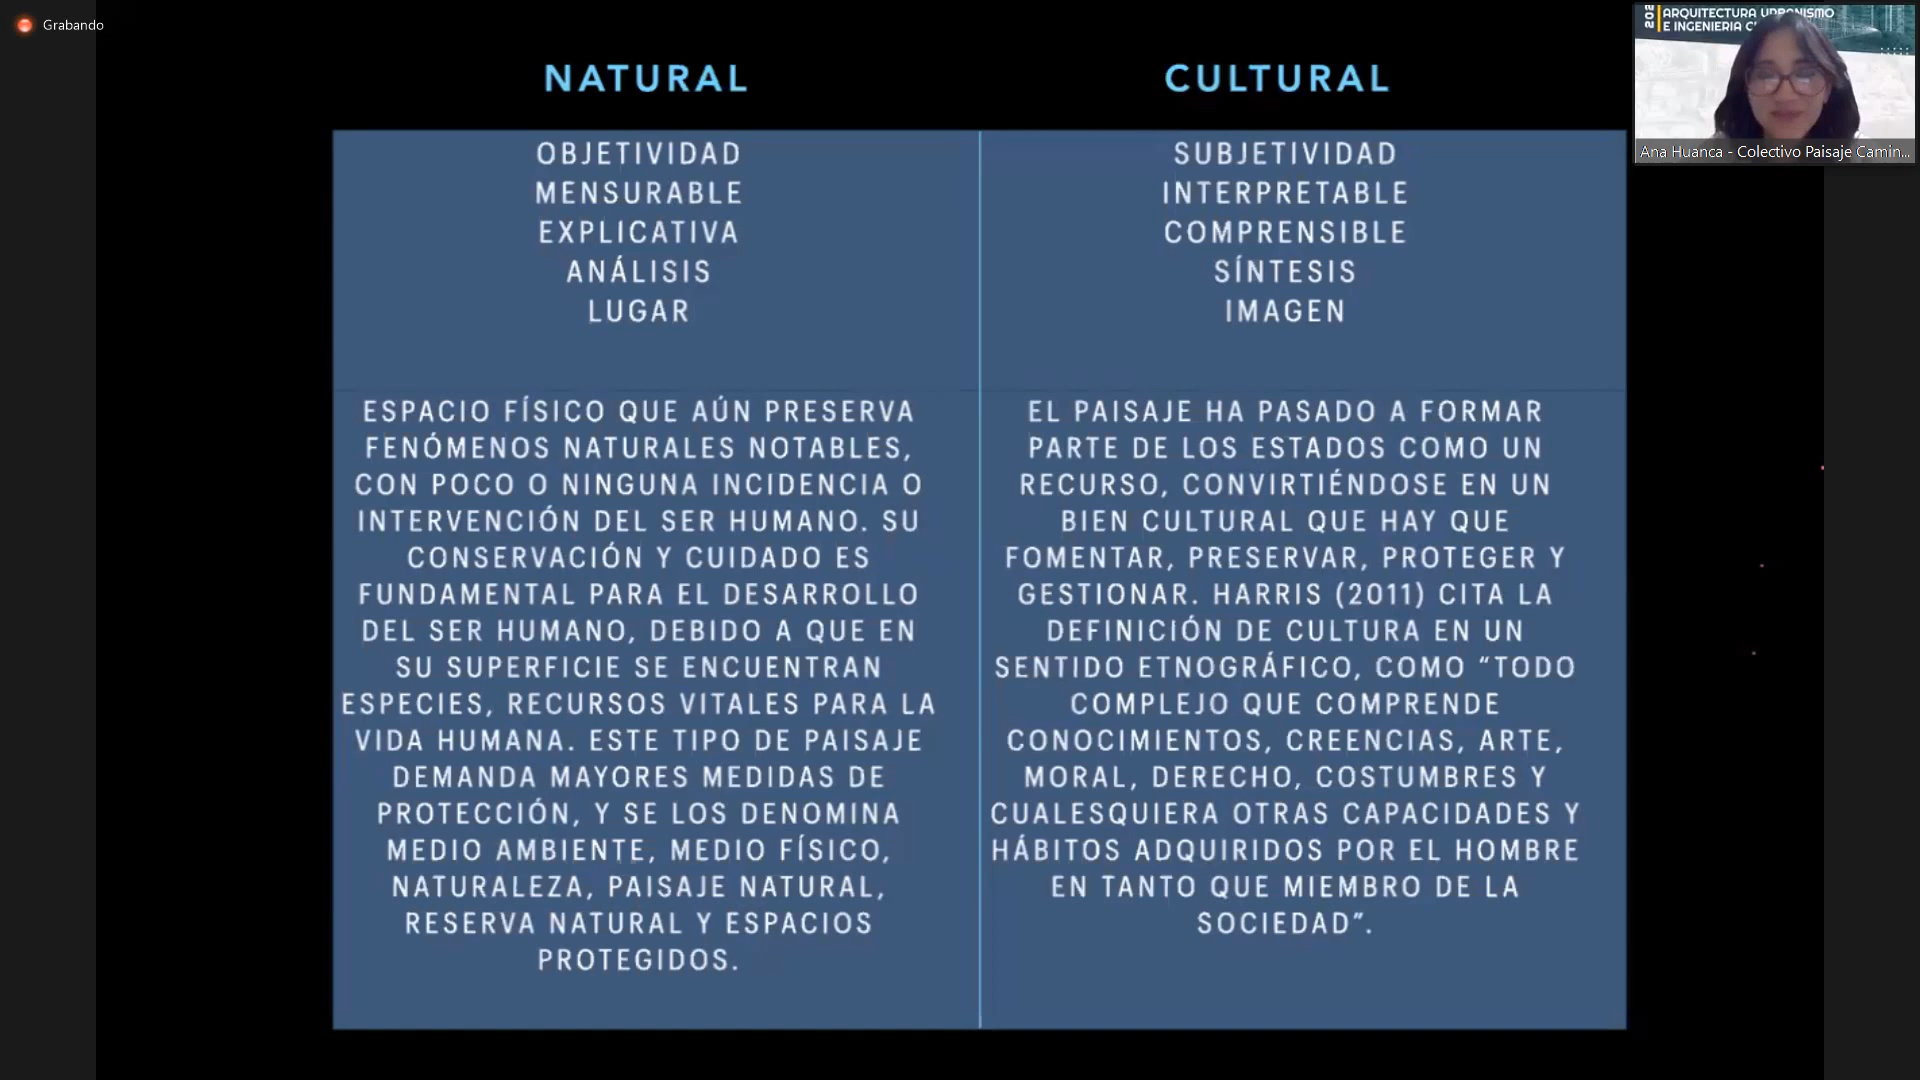 Grabando
NATURAL
CULTURAL
OBJETIVIDAD
MENSURABLE
EXPLICATIVA
ANÁLISIS
LUGAR
SUBJETIVIDAD
INTERPRETABLE
COMPRENSIBLE
SÍNTESIS
IMAGEN
ESPACIO FÍSICO QUE AÚN PRESERVA
FENÓMENOS NATURALES NOTABLES,
CON POCO O NINGUNA INCIDENCIA O
INTERVENCIÓN DEL SER HUMANO. SU
CONSERVACIÓN Y CUIDADO ES
FUNDAMENTAL PARA EL DESARROLLO
DEL SER HUMANO, DEBIDO A QUE EN
SU SUPERFICIE SE ENCUENTRAN
ESPECIES, RECURSOS VITALES PARA LA
VIDA HUMANA. ESTE TIPO DE PAISAJE
DEMANDA MAYORES MEDIDAS DE
PROTECCIÓN, Y SE LOS DENOMINA
MEDIO AMBIENTE, MEDIO FÍSICO,
NATURALEZA, PAISAJE NATURAL,
RESERVA NATURAL Y ESPACIOS
PROTEGIDOS.
EL PAISAJE HA PASADO A FORMAR
PARTE DE LOS ESTADOS COMO UN
RECURSO, CONVIRTIÉNDOSE EN UN
BIEN CULTURAL QUE HAY QUE
FOMENTAR, PRESERVAR, PROTEGER Y
GESTIONAR. HARRIS (2011) CITA LA
DEFINICIÓN DE CULTURA EN UN
SENTIDO ETNOGRÁFICO, COMO “TODO
COMPLEJO QUE COMPRENDE
CONOCIMIENTOS, CREENCIAS, ARTE,
MORAL, DERECHO, COSTUMBRES Y
CUALESQUIERA OTRAS CAPACIDADES Y
HÁBITOS ADQUIRIDOS POR EL HOMBRE
EN TANTO QUE MIEMBRO DE LA
SOCIEDAD”.
ARQUITECTURA URBANISMO
E INGENIERIA
Ana Huanca - Colectivo Paisaje Camin...